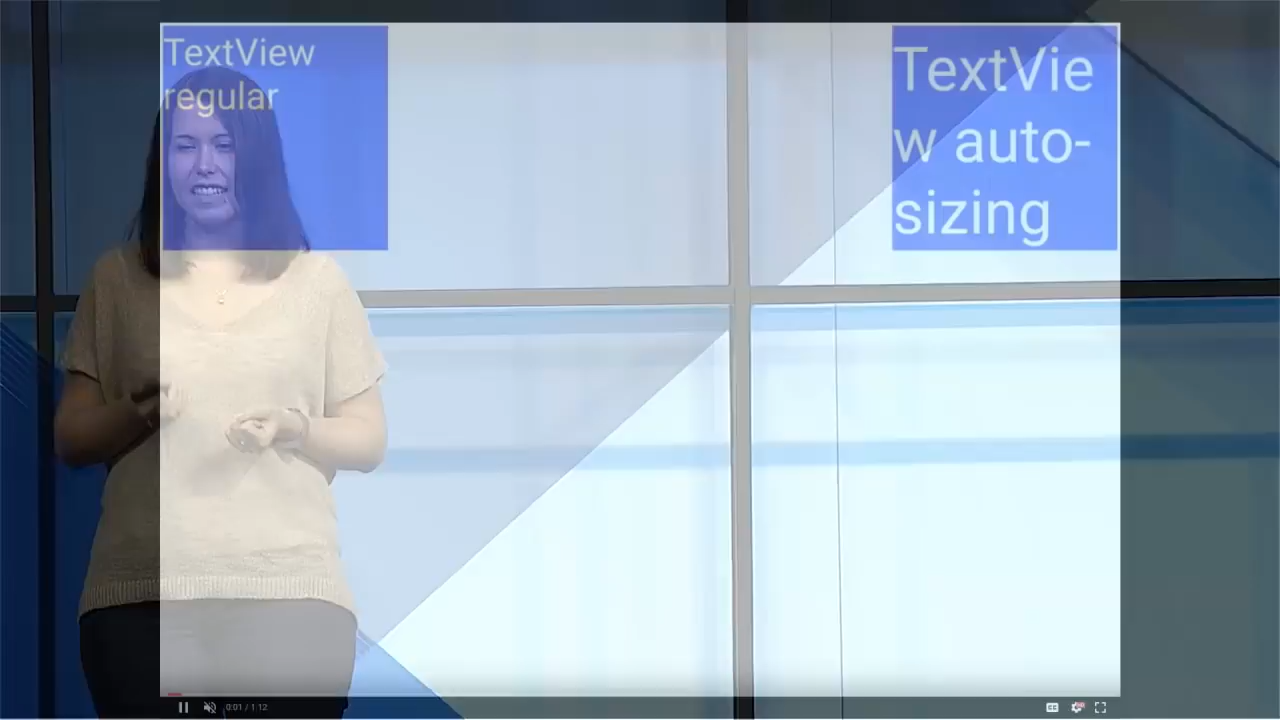 TextView
regular
TextVie
w auto-
sizing
0:01 / 1:12